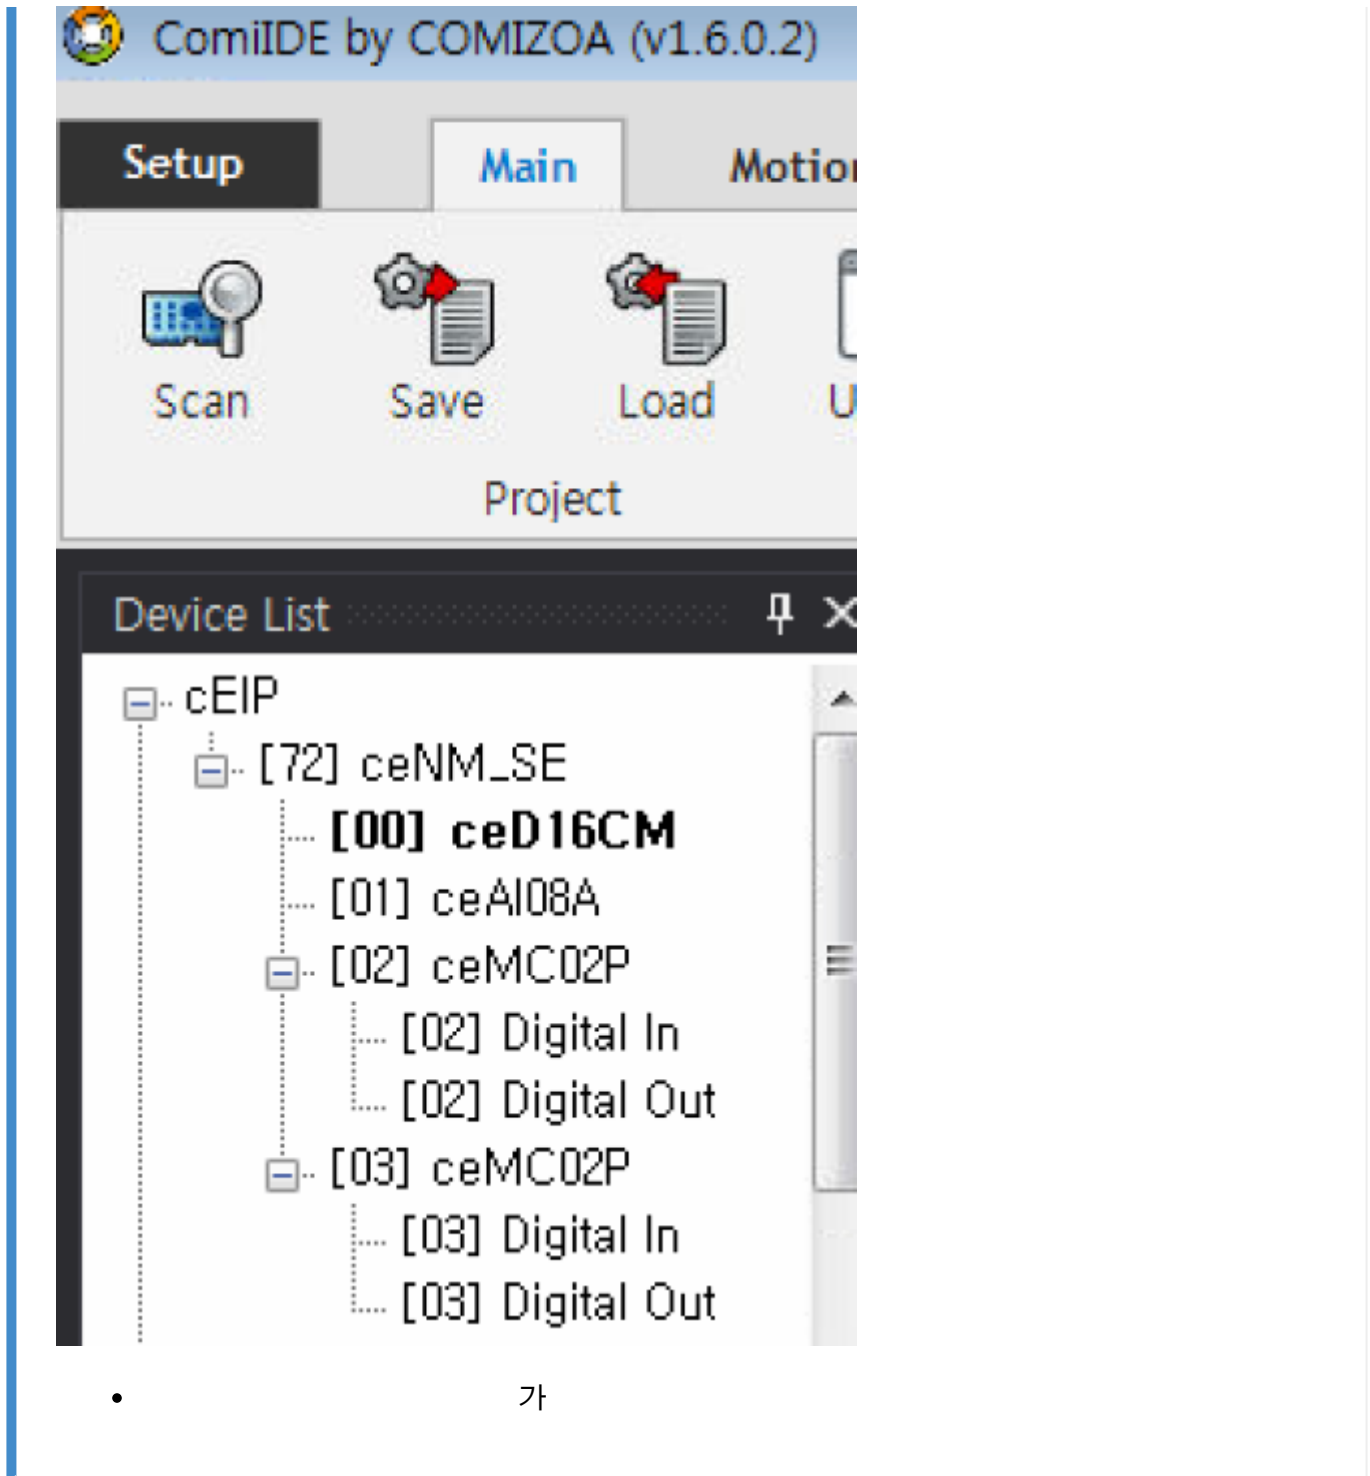 ComiIDE by COMIZOA (v1.6.0.2)
Setup Main Motion
Scan Save Load U
Project
Device List
cEIP
[72] ceNM_SE
[00] ceD16CM
[01] ceAI08A
[02] ceMC02P
[02] Digital In
[02] Digital Out
[03] ceMC02P
[03] Digital In
[03] Digital Out
• 가